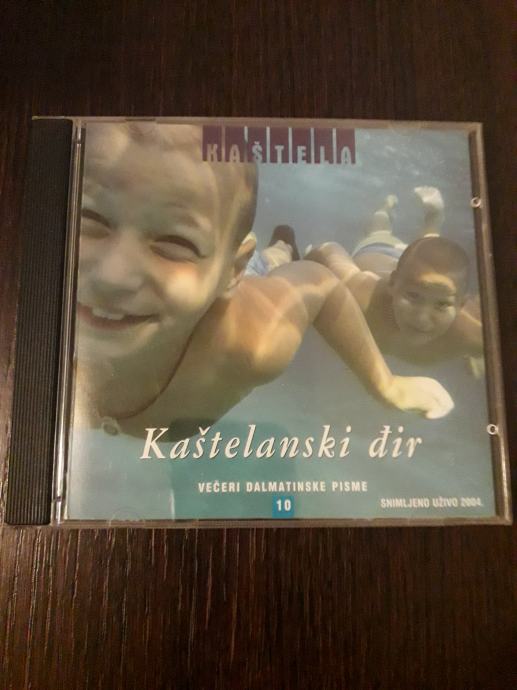 KAŠTELA
Kaštelanski đir
VEČERI DALMATINSKE PISME
10
SNIMLJENO UŽIVO 2004.